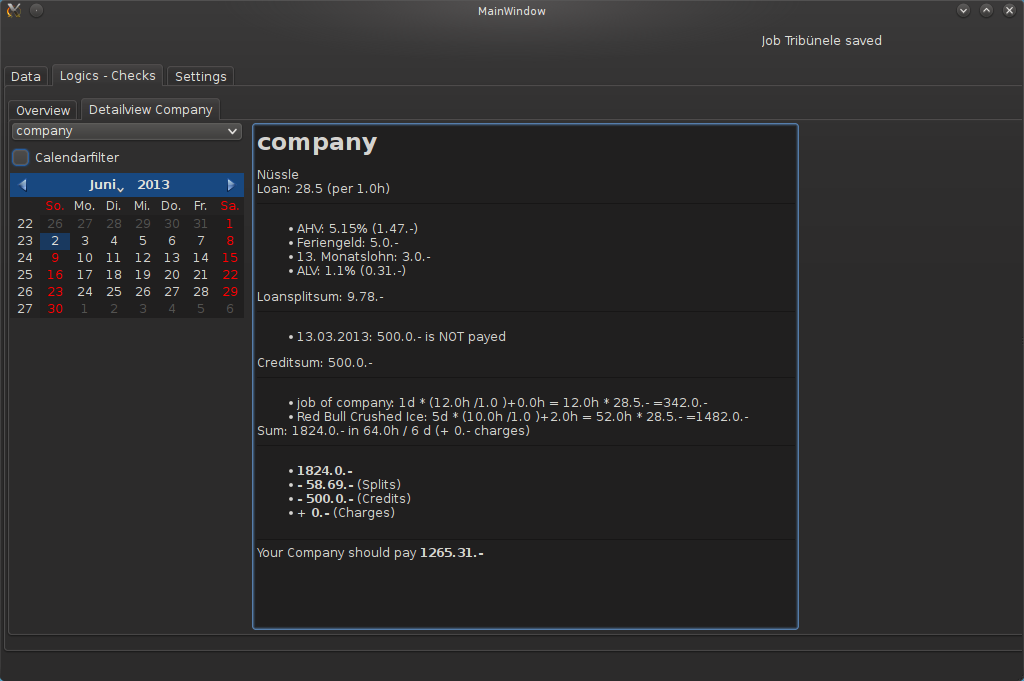 MainWindow
Job Tribünele saved
Data Logics - Checks Settings
Overview Detailview Company
company
Calendarfilter
Juni 2013
So. Mo. Di. Mi. Do. Fr. Sa.
22 26 27 28 29 30 31 1
23 2 3 4 5 6 7 8
24 9 10 11 12 13 14 15
25 16 17 18 19 20 21 22
26 23 24 25 26 27 28 29
27 30 1 2 3 4 5 6
company
Nüssle
Loan: 28.5 (per 1.0h)
• AHV: 5.15% (1.47.-)
• Feriengeld: 5.0.-
• 13. Monatslohn: 3.0.-
• ALV: 1.1% (0.31.-)
Loansplitsum: 9.78.-
• 13.03.2013: 500.0.- is NOT payed
Creditsum: 500.0.-
• job of company: 1d * (12.0h /1.0 )+0.0h = 12.0h * 28.5.- =342.0.-
• Red Bull Crushed Ice: 5d * (10.0h /1.0 )+2.0h = 52.0h * 28.5.- =1482.0.-
Sum: 1824.0.- in 64.0h / 6 d (+ 0.- charges)
• 1824.0.-
• - 58.69.- (Splits)
• - 500.0.- (Credits)
• + 0.- (Charges)
Your Company should pay 1265.31.-